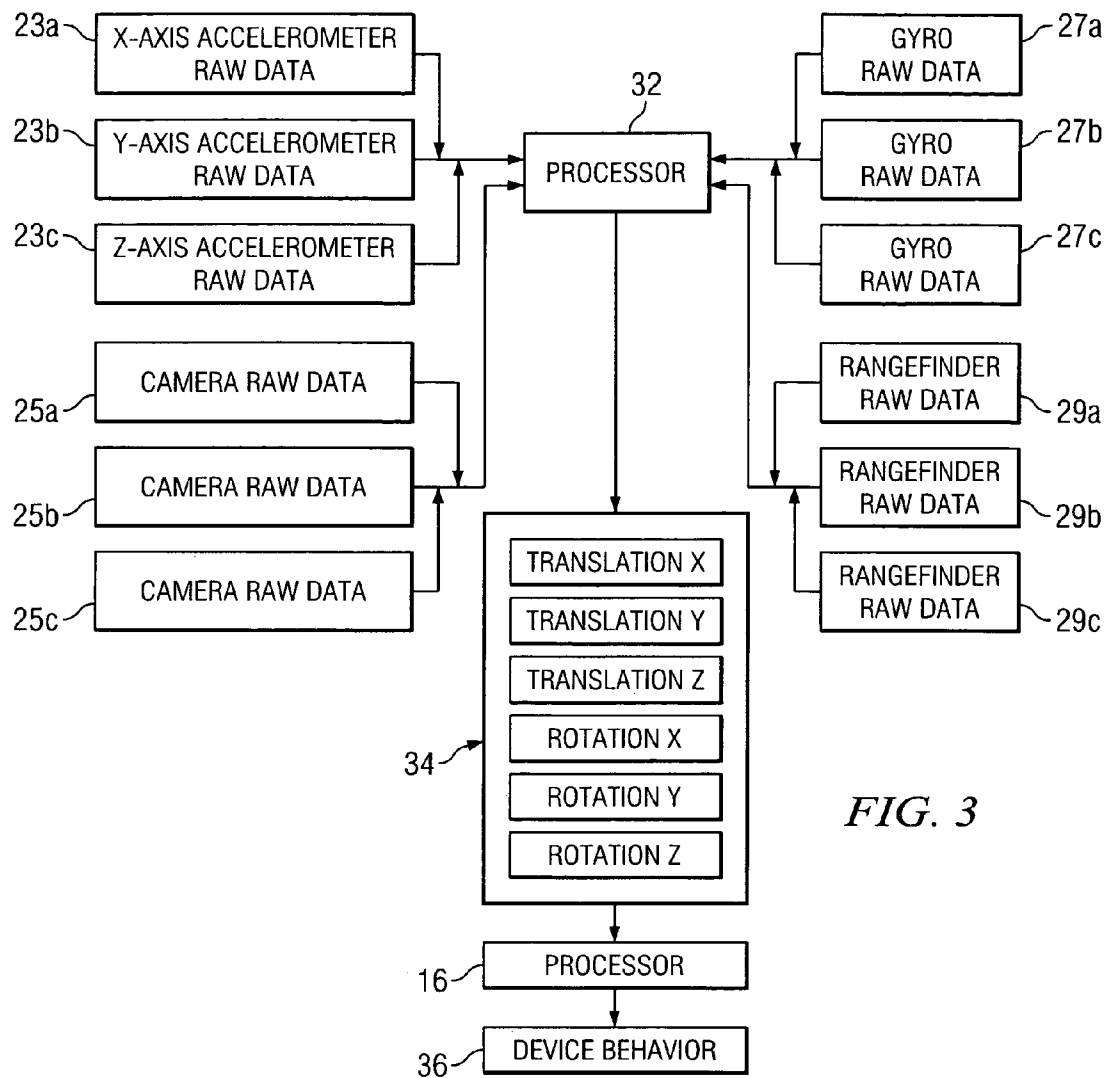 23a
X-AXIS ACCELEROMETER
RAW DATA
23b
Y-AXIS ACCELEROMETER
RAW DATA
23c
Z-AXIS ACCELEROMETER
RAW DATA
25a
CAMERA RAW DATA
25b
CAMERA RAW DATA
25c
CAMERA RAW DATA
32
PROCESSOR
27a
GYRO
RAW DATA
27b
GYRO
RAW DATA
27c
GYRO
RAW DATA
29a
RANGEFINDER
RAW DATA
29b
RANGEFINDER
RAW DATA
29c
RANGEFINDER
RAW DATA
34
TRANSLATION X
TRANSLATION Y
TRANSLATION Z
ROTATION X
ROTATION Y
ROTATION Z
16
PROCESSOR
36
DEVICE BEHAVIOR
FIG. 3